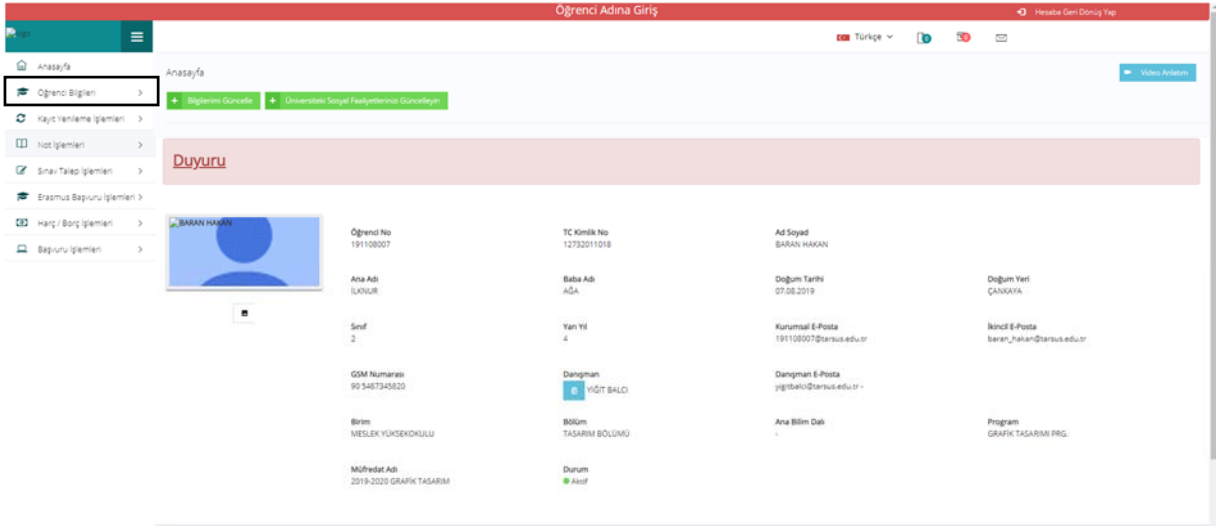 Öğrenci Adına Giriş
Hesaba Geri Dönüş Yap
logo
Türkçe
0
0
Anasayfa
Öğrenci Bilgileri
Kayıt Yenileme İşlemleri
Not İşlemleri
Sınav Talep İşlemleri
Erasmus Başvuru İşlemleri
Harç / Borç İşlemleri
Başvuru İşlemleri
Anasayfa
Video Anlatım
+ Bilgilerimi Güncelle
+ Üniversiteki Sosyal Faaliyetlerinizi Güncelleyin
Duyuru
BARAN HAKAN
Öğrenci No
191108007
TC Kimlik No
12732011018
Ad Soyad
BARAN HAKAN
Ana Adı
İLKNUR
Baba Adı
AĞA
Doğum Tarihi
07.08.2019
Doğum Yeri
ÇANKAYA
Sınıf
2
Yarı Yıl
4
Kurumsal E-Posta
191108007@tarsus.edu.tr
İkincil E-Posta
baran_hakan@tarsus.edu.tr
GSM Numarası
90 5467345820
Danışman
YİĞİT BALCI
Danışman E-Posta
yigitbalci@tarsus.edu.tr -
Birim
MESLEK YÜKSEKOKULU
Bölüm
TASARIM BÖLÜMÜ
Ana Bilim Dalı
-
Program
GRAFİK TASARIMI PRG.
Müfredat Adı
2019-2020 GRAFİK TASARIM
Durum
Aktif